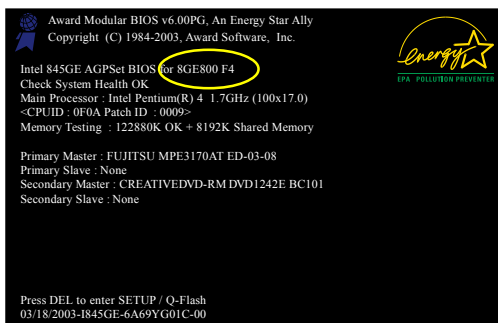 Award Modular BIOS v6.00PG, An Energy Star Ally
Copyright (C) 1984-2003, Award Software, Inc.
energy
EPA POLLUTION PREVENTER
Intel 845GE AGPSet BIOS for 8GE800 F4
Check System Health OK
Main Processor : Intel Pentium(R) 4 1.7GHz (100x17.0)
<CPUID : 0F0A Patch ID : 0009>
Memory Testing : 122880K OK + 8192K Shared Memory
Primary Master : FUJITSU MPE3170AT ED-03-08
Primary Slave : None
Secondary Master : CREATIVEDVD-RM DVD1242E BC101
Secondary Slave : None
Press DEL to enter SETUP / Q-Flash
03/18/2003-I845GE-6A69YG01C-00